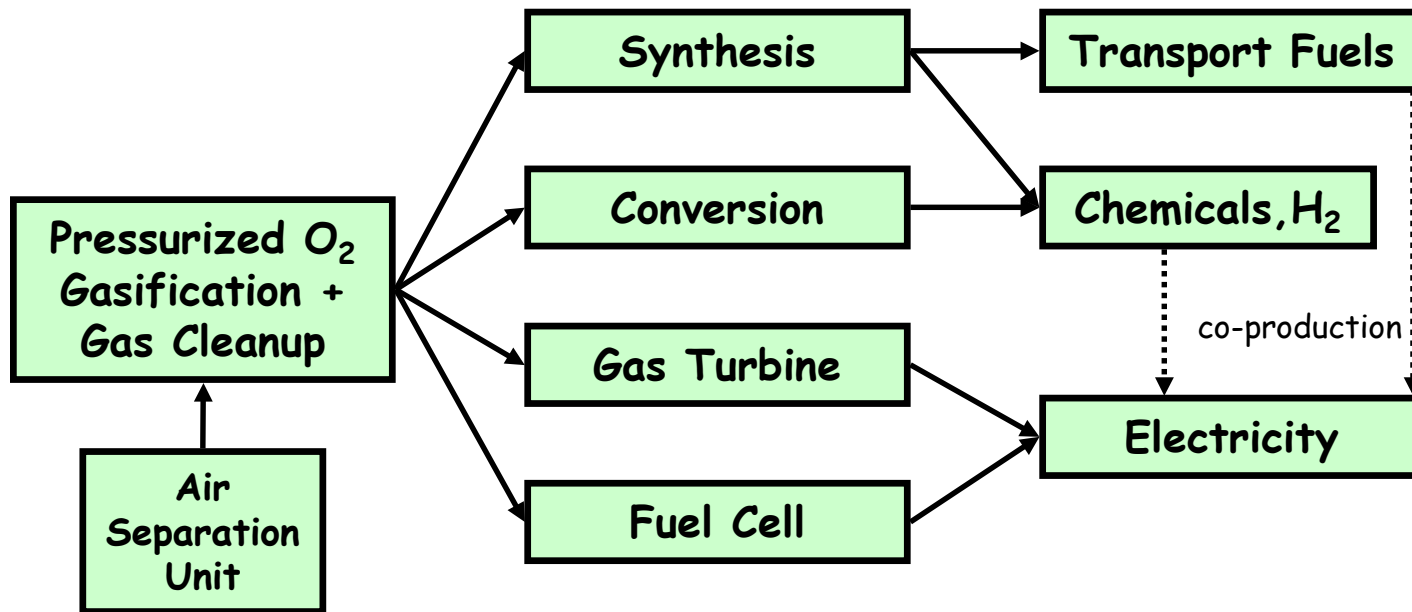 Synthesis
Transport Fuels
Conversion
Chemicals,H₂
Pressurized O₂
Gasification +
Gas Cleanup
co-production
Gas Turbine
Electricity
Air
Separation
Unit
Fuel Cell